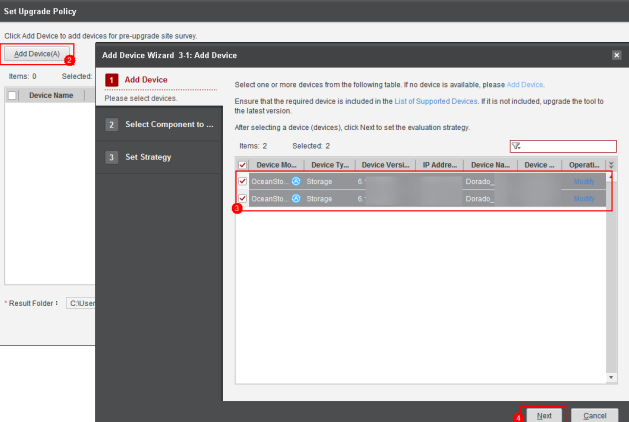 Set Upgrade Policy
Click Add Device to add devices for pre-upgrade site survey.
Add Device(A)
2
Items: 0 Selected:
Device Name
* Result Folder : C:\User
Add Device Wizard 3-1: Add Device
1 Add Device
Please select devices.
2 Select Component to ...
3 Set Strategy
Select one or more devices from the following table. If no device is available, please Add Device.
Ensure that the required device is included in the List of Supported Devices. If it is not included, upgrade the tool to
the latest version.
After selecting a device (devices), click Next to set the evaluation strategy.
Items: 2 Selected: 2
Device Mo... Device Ty... Device Versi... IP Addre... Device Na... Device ... Operati...
OceanSto... Storage 6. Dorado_ Modify
OceanSto... Storage 6. Dorado_ Modify
3
4
Next Cancel